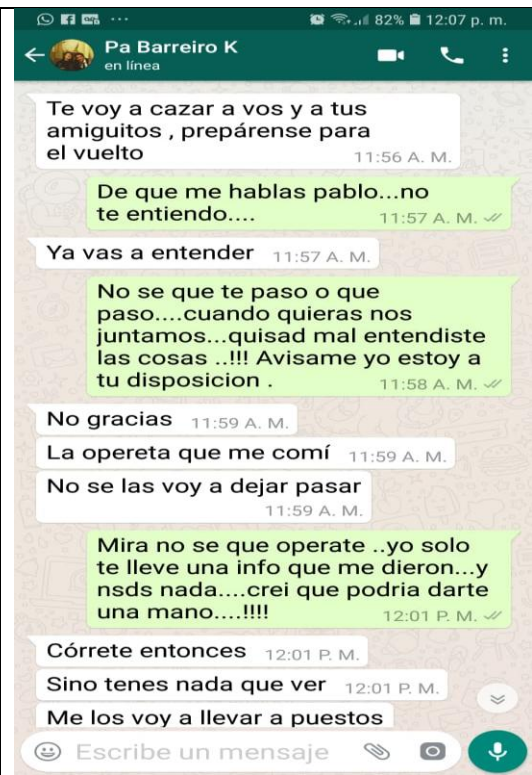 82% 12:07 p. m.
Pa Barreiro K
en línea
Te voy a cazar a vos y a tus
amiguitos , prepárense para
el vuelto
11:56 A. M.
De que me hablas pablo...no
te entiendo....
11:57 A. M.
Ya vas a entender 11:57 A. M.
No se que te paso o que
paso....cuando quieras nos
juntamos...quisad mal entendiste
las cosas ..!!! Avisame yo estoy a
tu disposicion .
11:58 A. M.
No gracias 11:59 A. M.
La opereta que me comí 11:59 A. M.
No se las voy a dejar pasar
11:59 A. M.
Mira no se que operate ..yo solo
te lleve una info que me dieron...y
nsds nada....crei que podria darte
una mano....!!!!
12:01 P. M.
Córrete entonces 12:01 P. M.
Sino tenes nada que ver 12:01 P. M.
Me los voy a llevar a puestos
Escribe un mensaje